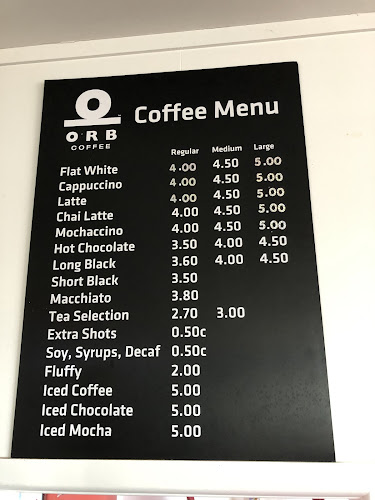 ORB
COFFEE
Coffee Menu
Regular Medium Large
Flat White 4.00 4.50 5.00
Cappuccino 4.00 4.50 5.00
Latte 4.00 4.50 5.00
Chai Latte 4.00 4.50 5.00
Mochaccino 4.00 4.50 5.00
Hot Chocolate 3.50 4.00 4.50
Long Black 3.60 4.00 4.50
Short Black 3.50
Macchiato 3.80
Tea Selection 2.70 3.00
Extra Shots 0.50c
Soy, Syrups, Decaf 0.50c
Fluffy 2.00
Iced Coffee 5.00
Iced Chocolate 5.00
Iced Mocha 5.00